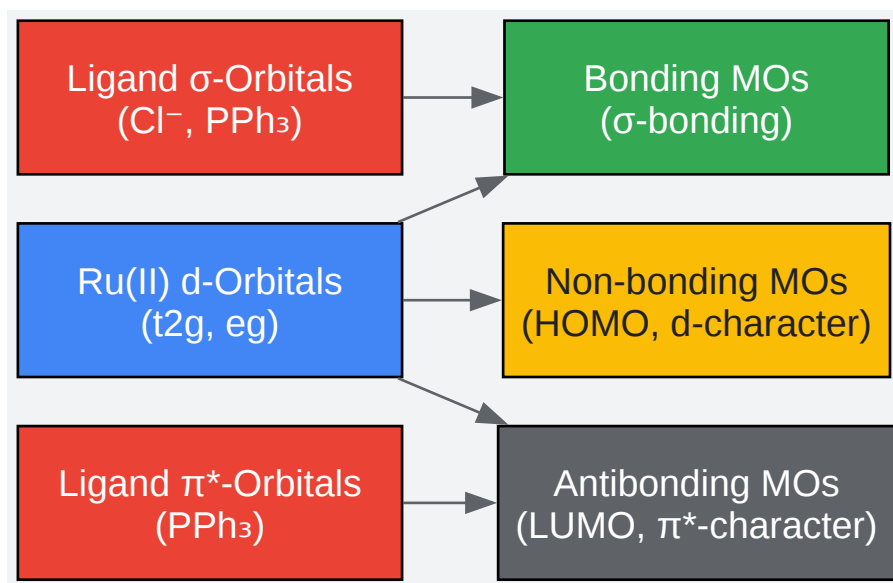 Ligand σ-Orbitals
(Cl⁻, PPh₃)
Bonding MOs
(σ-bonding)
Ru(II) d-Orbitals
(t2g, eg)
Non-bonding MOs
(HOMO, d-character)
Ligand π*-Orbitals
(PPh₃)
Antibonding MOs
(LUMO, π*-character)